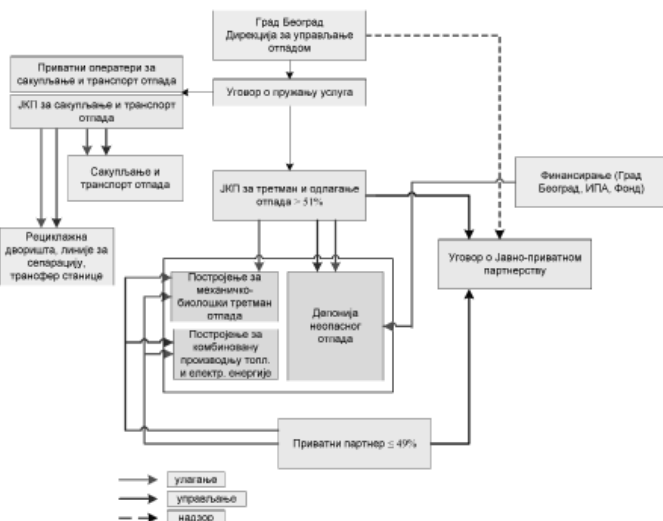 Град Београд
Дирекција за управљање
отпадом
Приватни оператери за
сакупљање и транспорт отпада
Уговор о пружању услуга
ЈКП за сакупљање и транспорт
отпада
Сакупљање и
транспорт отпада
ЈКП за третман и одлагање
отпада > 51%
Финансирање (Град
Београд, ИПА, Фонд)
Рециклажна
дворишта, линије за
сепарацију,
трансфер станице
Уговор о Јавно-приватном
партнерству
Постројење за
механичко-
биолошки третман
отпада
Депонија
неопасног
отпада
Постројење за
комбиновану
производњу топл.
и електр. енергије
Приватни партнер ≤ 49%
улагање
управљање
надзор